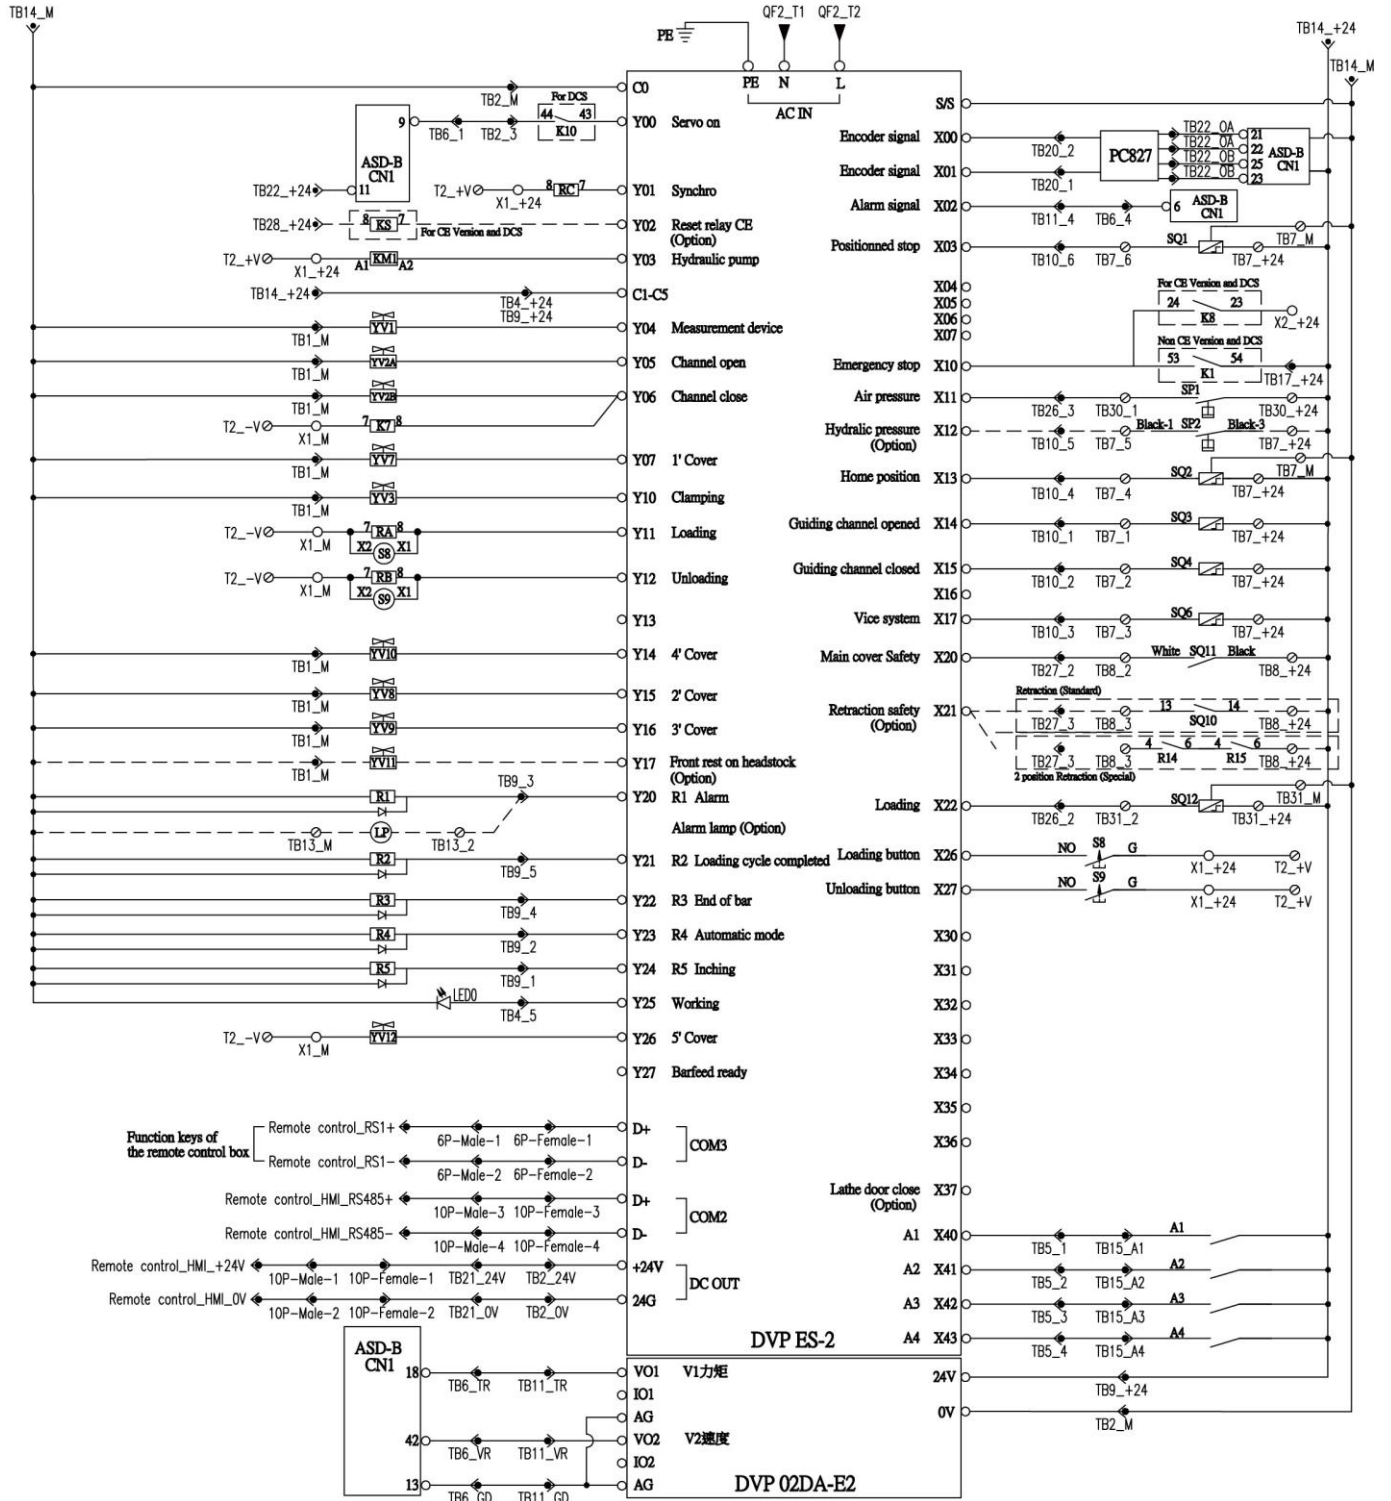 TB14_M
QF2_T1 QF2_T2
PE
TB14_+24
TB14_M
PE N L
AC IN
C0
TB2_M
S/S
For DCS
44 43
K10
9
ASD-B
CN1
11
TB6_1 TB2_3
Y00 Servo on
Encoder signal X00
TB20_2
PC827
TB22_0A
TB22_0A
TB22_0B
TB22_0B
21
22
25
23
ASD-B
CN1
Encoder signal X01
TB20_1
TB22_+24
T2_+V
X1_+24
8 RC 7
Y01 Synchro
Alarm signal X02
TB11_4 TB6_4
6 ASD-B
CN1
TB28_+24
8 KS 7
For CE Version and DCS
Y02 Reset relay CE
(Option)
Positionned stop X03
TB10_6 TB7_6
SQ1
TB7_M
TB7_+24
T2_+V
X1_+24
A1 KM1 A2
Y03 Hydraulic pump
TB14_+24
TB4_+24
TB9_+24
C1-C5
X04
X05
X06
X07
For CE Version and DCS
24 23
K8
X2_+24
TB1_M
YV1
Y04 Measurement device
Non CE Version and DCS
53 54
K1
TB17_+24
TB1_M
YV2A
Y05 Channel open
Emergency stop X10
TB1_M
YV2B
Y06 Channel close
Air pressure X11
TB26_3 TB30_1
SP1
TB30_+24
T2_-V
X1_M
7 K7 8
Hydralic pressure X12
(Option)
TB10_5 TB7_5
Black-1 SP2 Black-3
TB7_+24
TB1_M
YV7
Y07 1' Cover
Home position X13
TB10_4 TB7_4
SQ2
TB7_M
TB7_+24
TB1_M
YV3
Y10 Clamping
T2_-V
X1_M
7 RA 8
X2 S8 X1
Y11 Loading
Guiding channel opened X14
TB10_1 TB7_1
SQ3
TB7_+24
T2_-V
X1_M
7 RB 8
X2 S9 X1
Y12 Unloading
Guiding channel closed X15
TB10_2 TB7_2
SQ4
TB7_+24
X16
Y13
Vice system X17
TB10_3 TB7_3
SQ6
TB7_+24
TB1_M
YV10
Y14 4' Cover
Main cover Safety X20
TB27_2 TB8_2
White SQ11 Black
TB8_+24
TB1_M
YV8
Y15 2' Cover
Retraction (Standard)
Retraction safety X21
(Option)
TB27_3 TB8_3
13 14
SQ10
TB8_+24
TB1_M
YV9
Y16 3' Cover
TB27_3 TB8_3
4 6 4 6
R14 R15
TB8_+24
2 position Retraction (Special)
TB1_M
YV11
Y17 Front rest on headstock
(Option)
R1
TB9_3
Y20 R1 Alarm
Loading X22
TB26_2 TB31_2
SQ12
TB31_M
TB31_+24
TB13_M
LP
TB13_2
Alarm lamp (Option)
R2
TB9_5
Y21 R2 Loading cycle completed
Loading button X26
NO S8 G
X1_+24 T2_+V
Unloading button X27
NO S9 G
X1_+24 T2_+V
R3
TB9_4
Y22 R3 End of bar
R4
TB9_2
Y23 R4 Automatic mode
X30
R5
TB9_1
Y24 R5 Inching
X31
LED0
TB4_5
Y25 Working
X32
T2_-V
X1_M
YV12
Y26 5' Cover
X33
Y27 Barfeed ready
X34
X35
X36
Function keys of
the remote control box
Remote control_RS1+
6P-Male-1 6P-Female-1
D+
COM3
Remote control_RS1-
6P-Male-2 6P-Female-2
D-
Lathe door close X37
(Option)
Remote control_HMI_RS485+
10P-Male-3 10P-Female-3
D+
COM2
Remote control_HMI_RS485-
10P-Male-4 10P-Female-4
D-
A1 X40
TB5_1 TB15_A1
A1
Remote control_HMI_+24V
10P-Male-1 10P-Female-1 TB21_24V TB2_24V
+24V
DC OUT
A2 X41
TB5_2 TB15_A2
A2
Remote control_HMI_0V
10P-Male-2 10P-Female-2 TB21_0V TB2_0V
24G
A3 X42
TB5_3 TB15_A3
A3
DVP ES-2
A4 X43
TB5_4 TB15_A4
A4
ASD-B
CN1
18
TB6_TR TB11_TR
VO1 V1力矩
24V
TB9_+24
IO1
AG
0V
TB2_M
42
TB6_VR TB11_VR
VO2 V2速度
IO2
13
TB6_GD TB11_GD
AG
DVP 02DA-E2